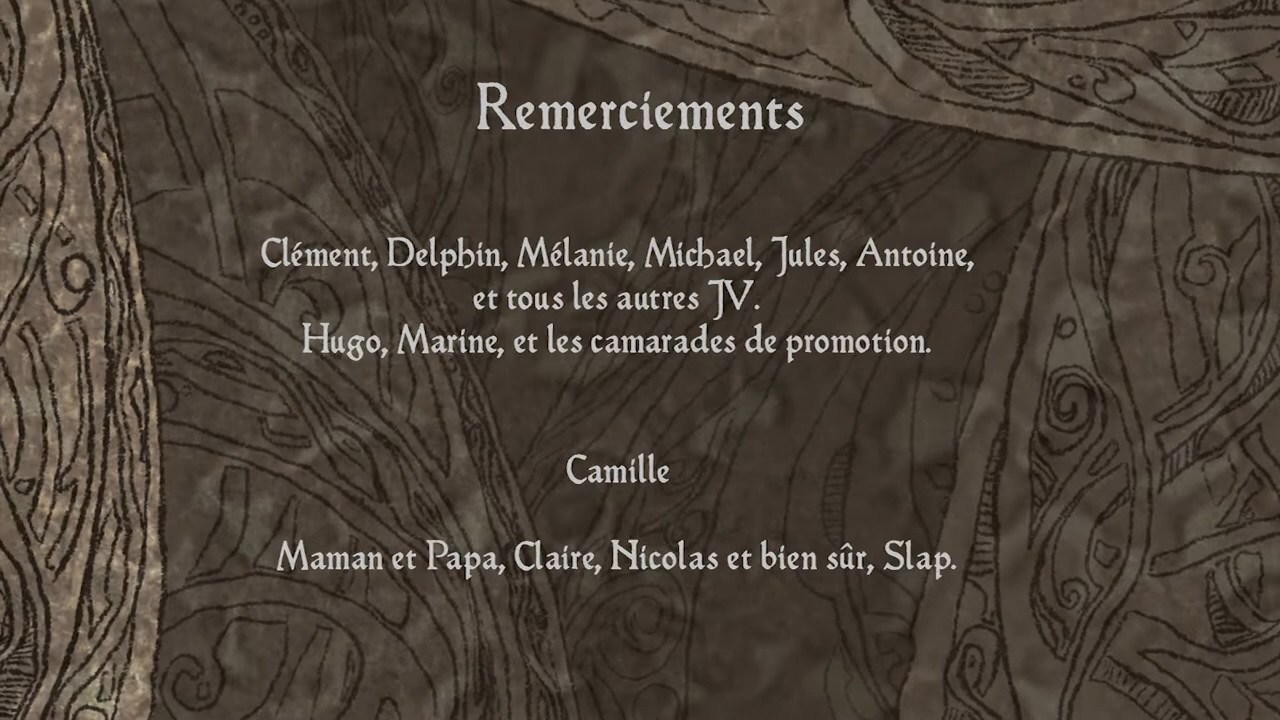 Remerciements
Clément, Delphin, Mélanie, Michael, Jules, Antoine,
et tous les autres JV.
Hugo, Marine, et les camarades de promotion.
Camille
Maman et Papa, Claire, Nicolas et bien sûr, Slap.